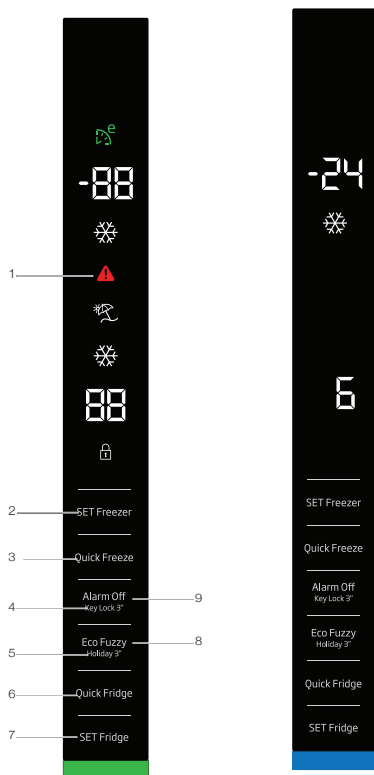 e
-88
1
88
2
SET Freezer
3
Quick Freeze
Alarm Off
9
4
Key Lock 3"
Eco Fuzzy
8
5
Holiday 3"
6
Quick Fridge
7
SET Fridge
-24
6
SET Freezer
Quick Freeze
Alarm Off
Key Lock 3"
Eco Fuzzy
Holiday 3"
Quick Fridge
SET Fridge